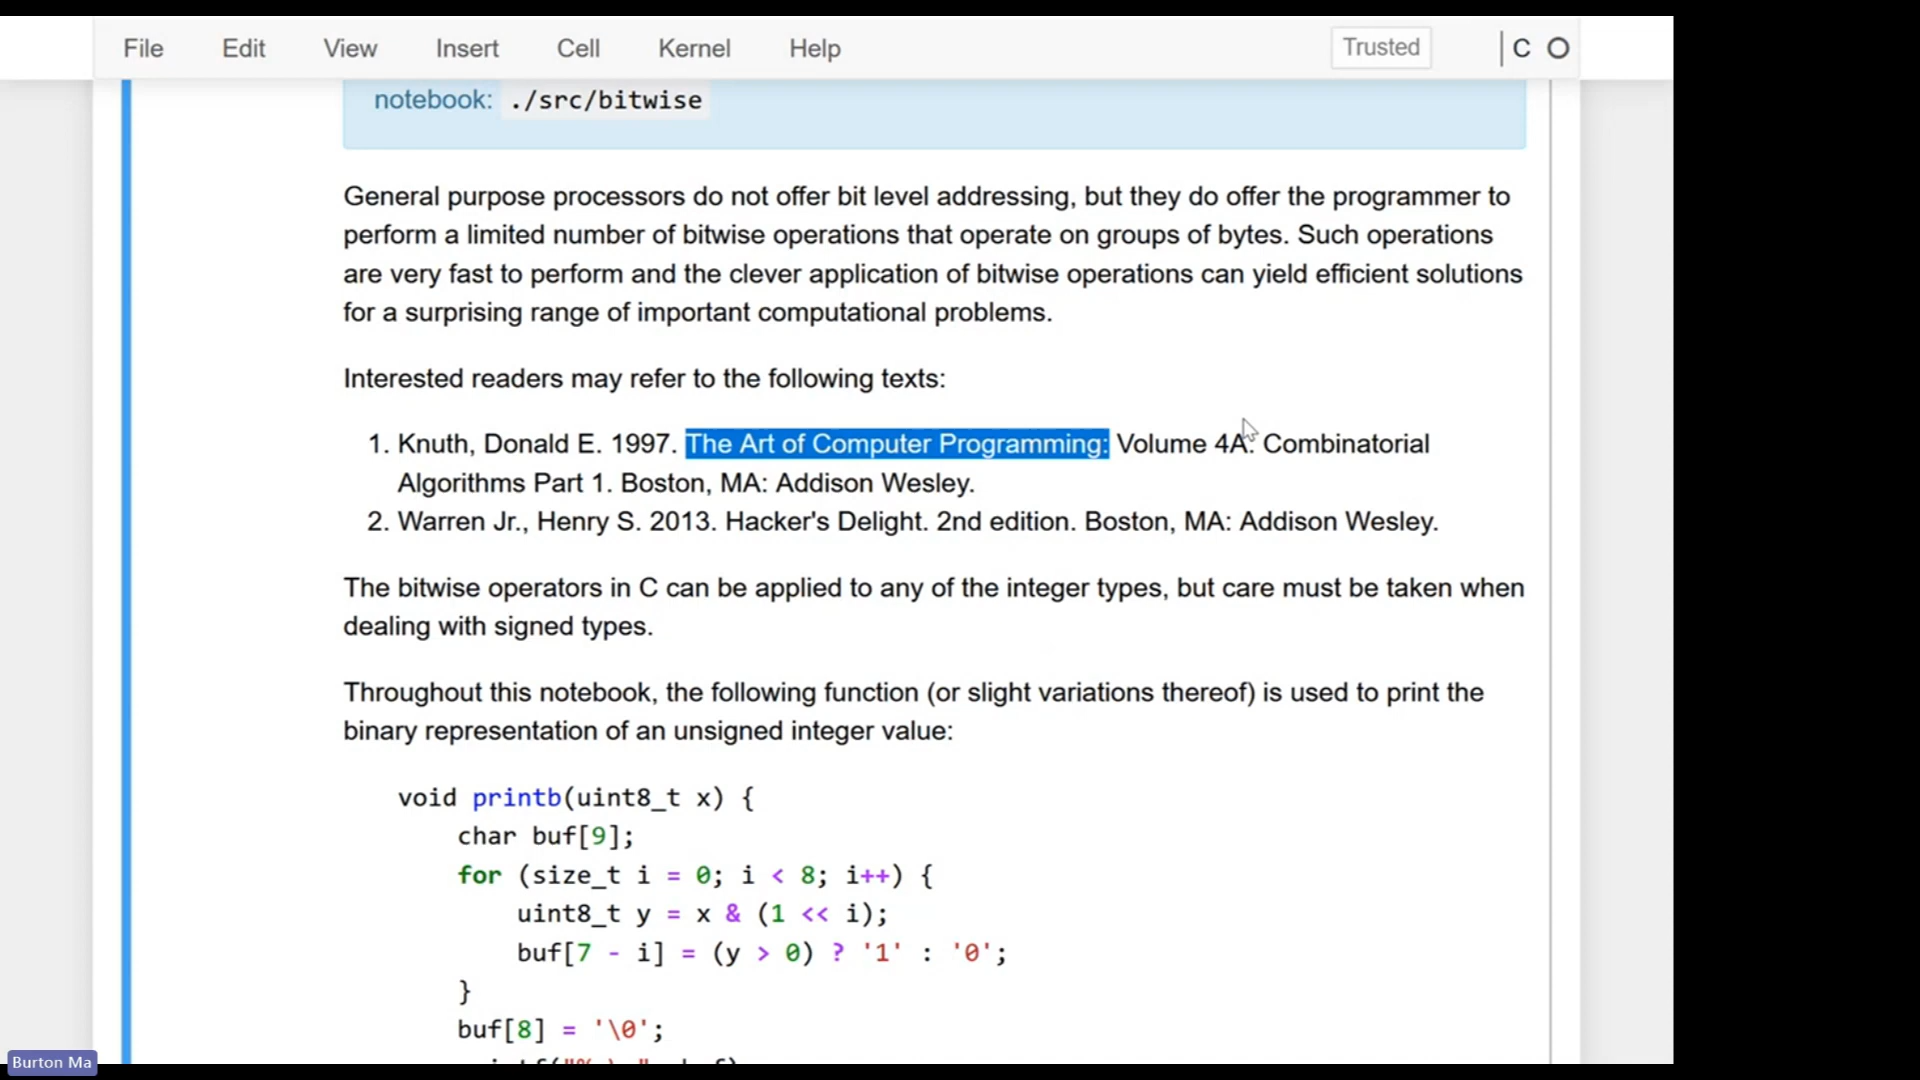 File Edit View Insert Cell Kernel Help Trusted C
notebook: ./src/bitwise
General purpose processors do not offer bit level addressing, but they do offer the programmer to
perform a limited number of bitwise operations that operate on groups of bytes. Such operations
are very fast to perform and the clever application of bitwise operations can yield efficient solutions
for a surprising range of important computational problems.
Interested readers may refer to the following texts:
1. Knuth, Donald E. 1997. The Art of Computer Programming: Volume 4A: Combinatorial
Algorithms Part 1. Boston, MA: Addison Wesley.
2. Warren Jr., Henry S. 2013. Hacker's Delight. 2nd edition. Boston, MA: Addison Wesley.
The bitwise operators in C can be applied to any of the integer types, but care must be taken when
dealing with signed types.
Throughout this notebook, the following function (or slight variations thereof) is used to print the
binary representation of an unsigned integer value:
void printb(uint8_t x) {
char buf[9];
for (size_t i = 0; i < 8; i++) {
uint8_t y = x & (1 << i);
buf[7 - i] = (y > 0) ? '1' : '0';
}
buf[8] = '\0';
Burton Ma